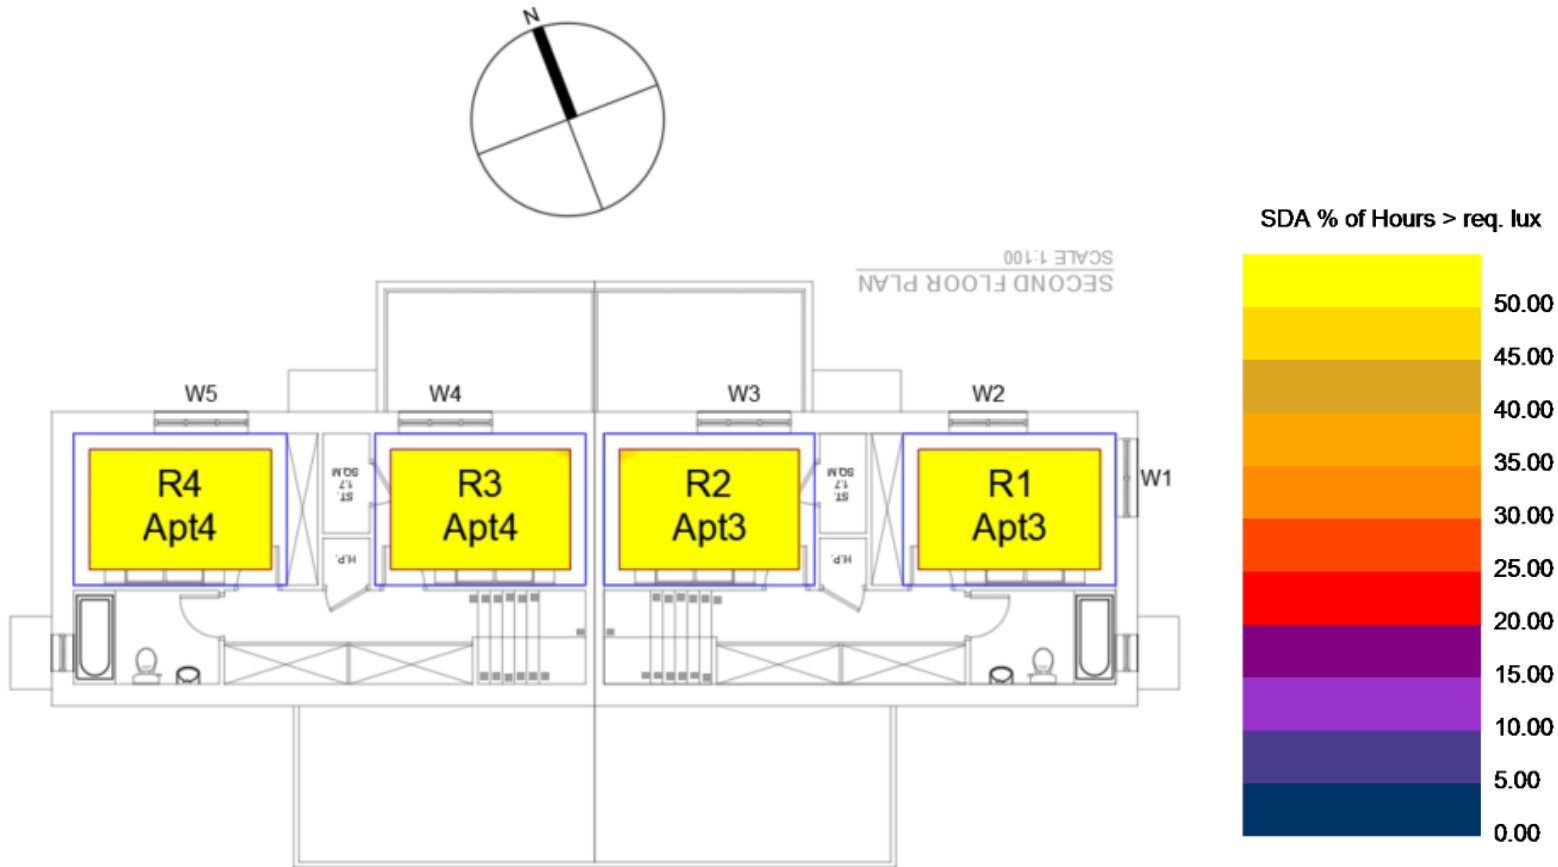 N
SDA % of Hours > req. lux
SCALE 1:100
SECOND FLOOR PLAN
50.00
45.00
40.00
35.00
30.00
25.00
20.00
15.00
10.00
5.00
0.00
W5
W4
W3
W2
W1
R4
Apt4
ST.
1.7
SQ.M
H.P.
R3
Apt4
R2
Apt3
ST.
1.7
SQ.M
H.P.
R1
Apt3